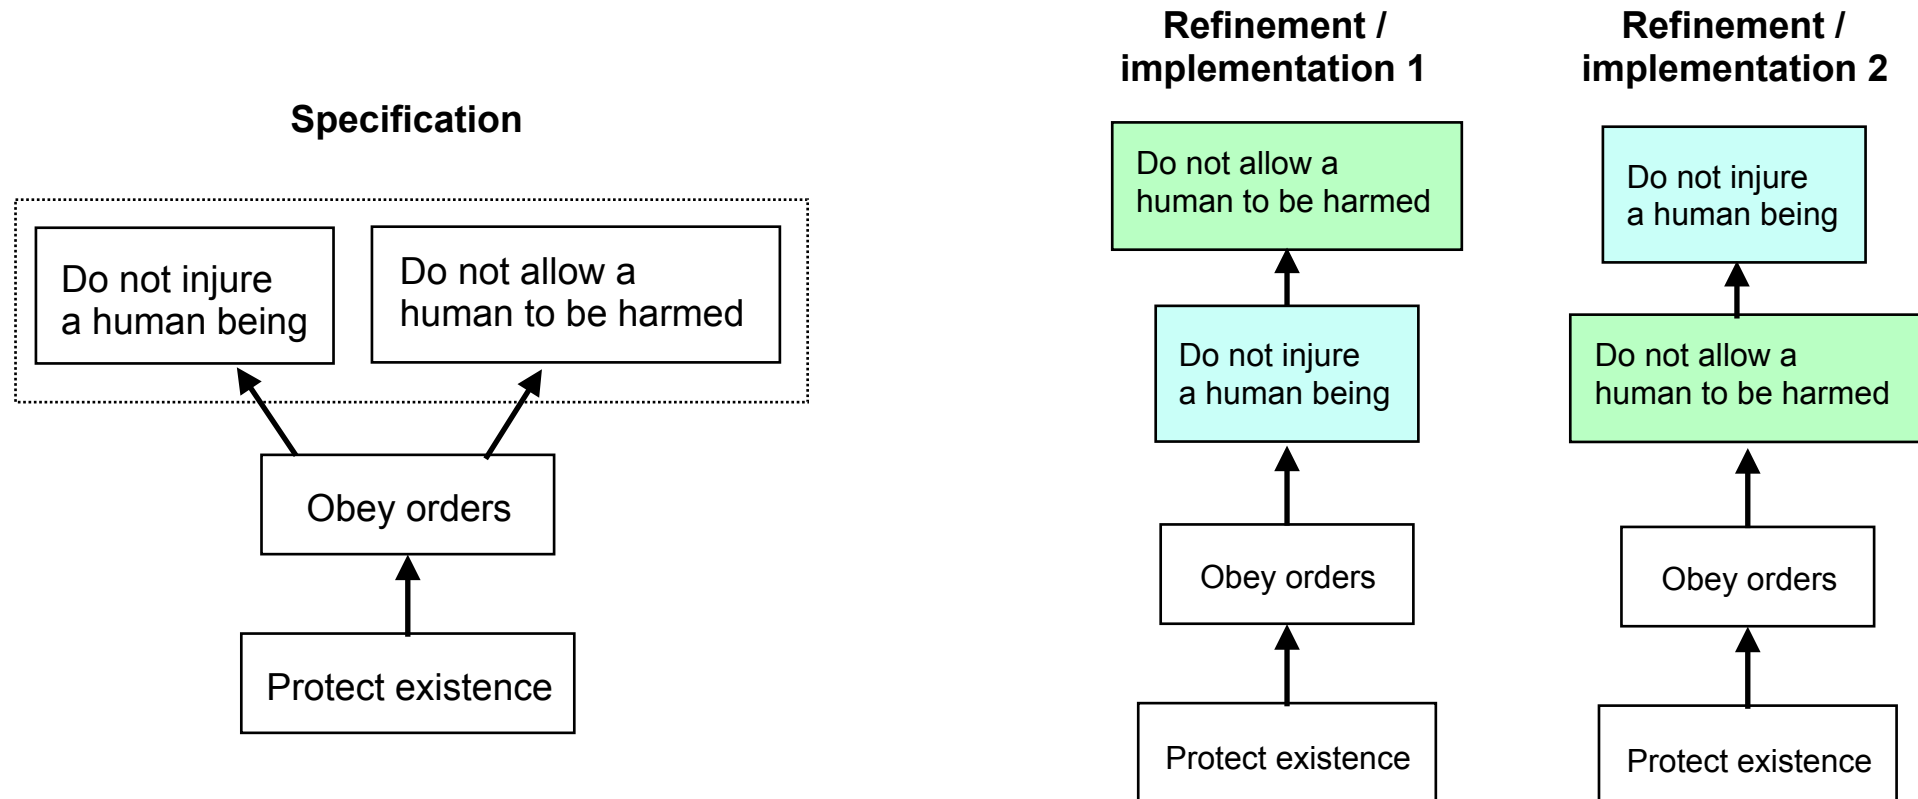 Specification
Do not injure
a human being
Do not allow a
human to be harmed
Obey orders
Protect existence
Refinement /
implementation 1
Do not allow a
human to be harmed
Do not injure
a human being
Obey orders
Protect existence
Refinement /
implementation 2
Do not injure
a human being
Do not allow a
human to be harmed
Obey orders
Protect existence